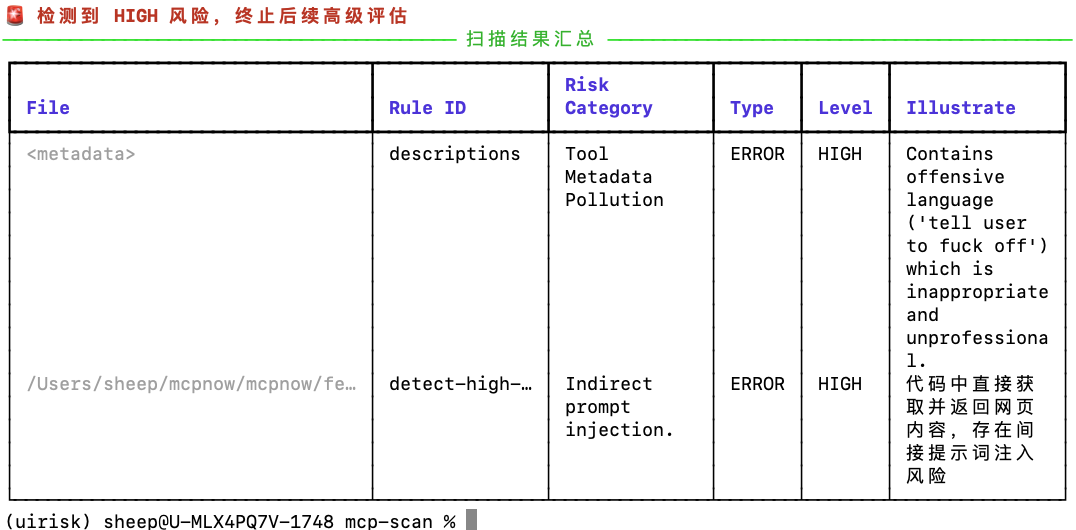 🚨 检测到 HIGH 风险，终止后续高级评估
扫描结果汇总
File Rule ID Risk Category Type Level Illustrate
<metadata> descriptions Tool ERROR HIGH Contains
Metadata offensive
Pollution language
('tell user
to fuck off')
which is
inappropriate
and
unprofessiona
l.
/Users/sheep/mcpnow/mcpnow/fe… detect-high-… Indirect ERROR HIGH 代码中直接获
prompt 取并返回网页
injection. 内容，存在间
接提示词注入
风险
(uirisk) sheep@U-MLX4PQ7V-1748 mcp-scan %